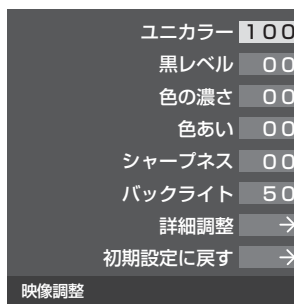 ユニカラー 100
黒レベル 00
色の濃さ 00
色あい 00
シャープネス 00
バックライト 50
詳細調整 →
初期設定に戻す →
映像調整